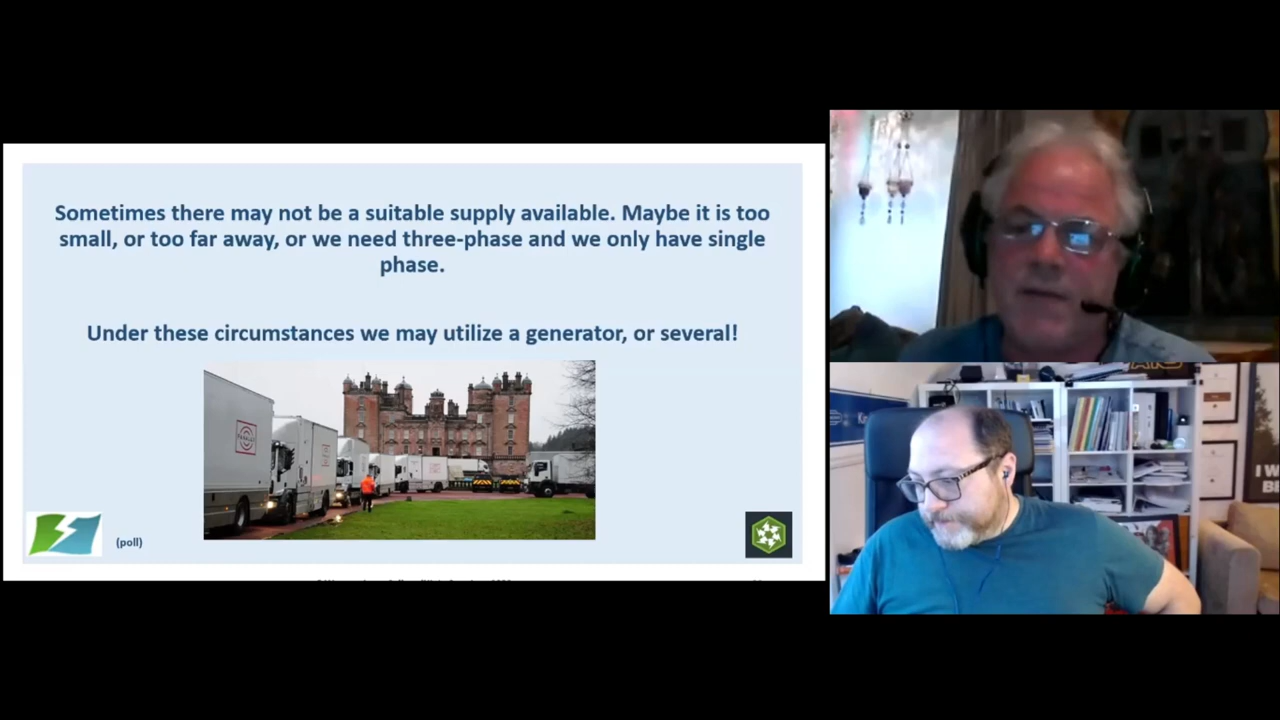 Sometimes there may not be a suitable supply available. Maybe it is too
small, or too far away, or we need three-phase and we only have single
phase.
Under these circumstances we may utilize a generator, or several!
(poll)
I W
BE